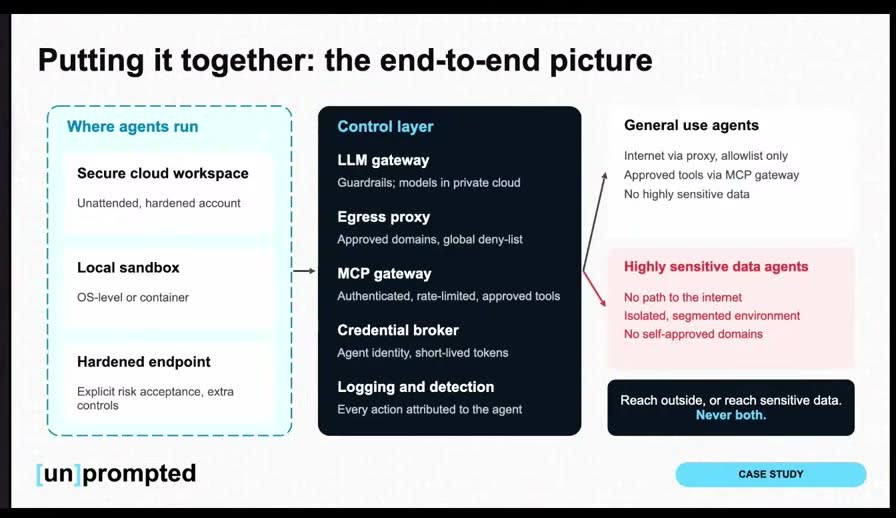 Putting it together: the end-to-end picture
Where agents run
Secure cloud workspace
Unattended, hardened account
Local sandbox
OS-level or container
Hardened endpoint
Explicit risk acceptance, extra
controls
Control layer
LLM gateway
Guardrails; models in private cloud
Egress proxy
Approved domains, global deny-list
MCP gateway
Authenticated, rate-limited, approved tools
Credential broker
Agent identity, short-lived tokens
Logging and detection
Every action attributed to the agent
General use agents
Internet via proxy, allowlist only
Approved tools via MCP gateway
No highly sensitive data
Highly sensitive data agents
No path to the internet
Isolated, segmented environment
No self-approved domains
Reach outside, or reach sensitive data.
Never both.
[un]prompted
CASE STUDY